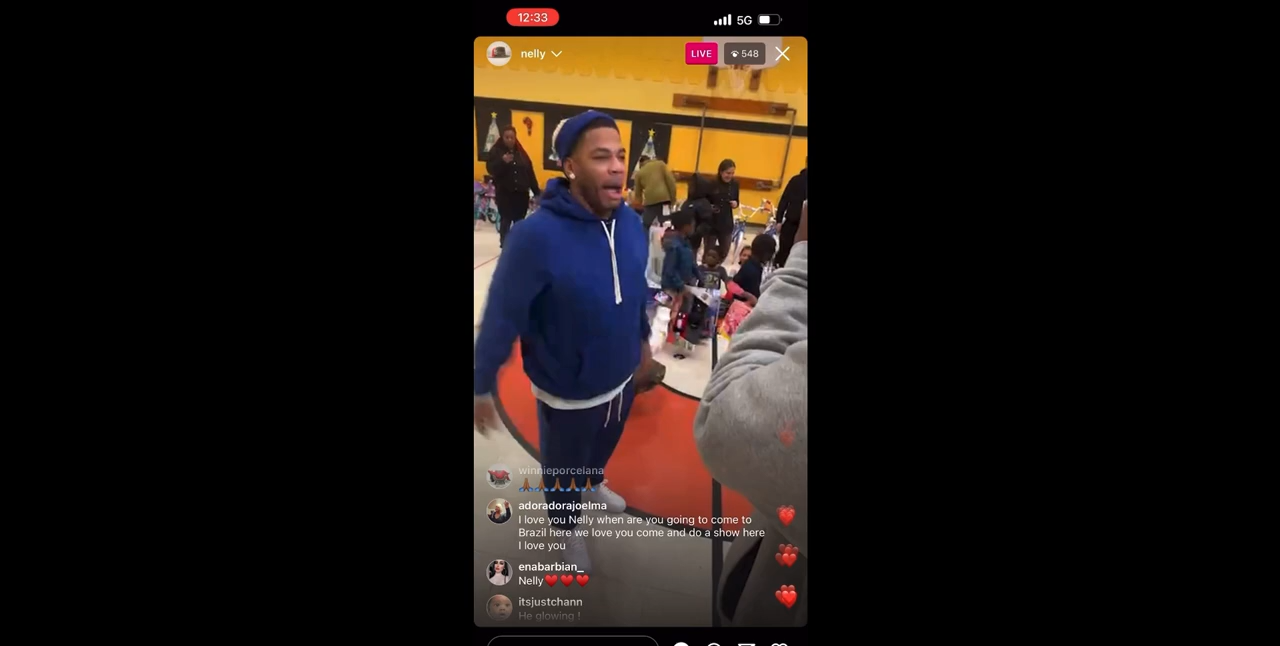 12:33
5G
nelly
LIVE
548
winnieporcelana
🙏🏾🙏🏾🙏🏾🙏🏾🙏🏾
adoradorajoelma
I love you Nelly when are you going to come to
Brazil here we love you come and do a show here
I love you
enabarbian_
Nelly❤️❤️❤️
itsjustchann
He glowing !